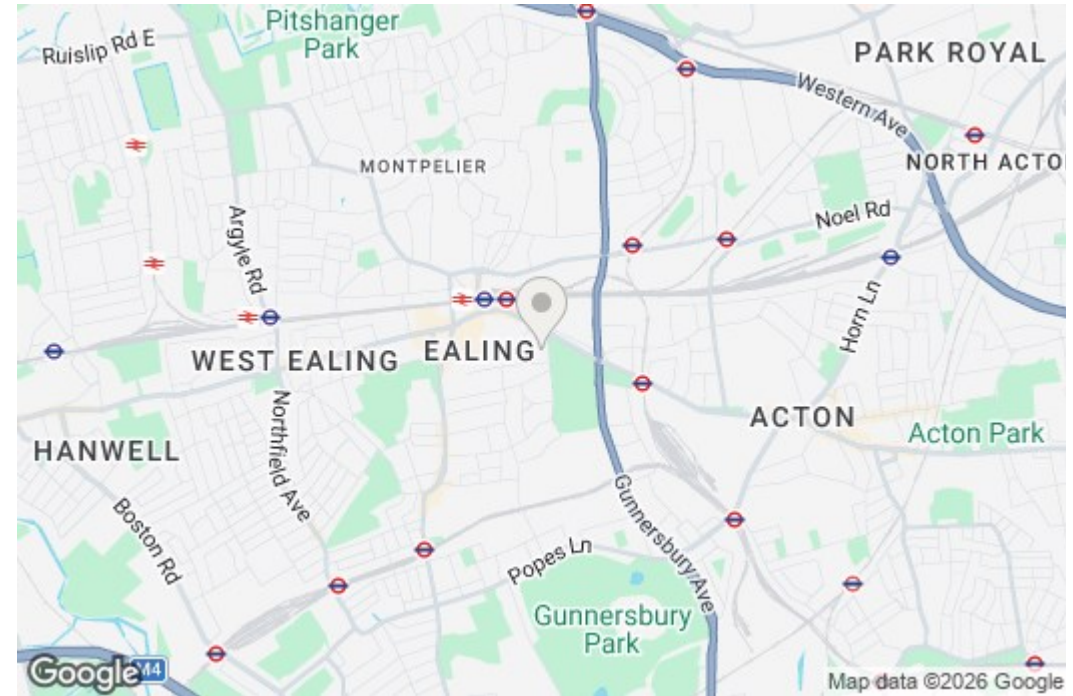 Pitshanger
Park
Ruislip Rd E
PARK ROYAL
Western Ave
MONTPELIER
NORTH ACTO
Argyle Rd
Noel Rd
Horn Ln
WEST EALING
EALING
ACTON
Acton Park
HANWELL
Northfield Ave
Gunnersbury Ave
Boston Rd
Popes Ln
Gunnersbury
Park
M4
Google
Map data ©2026 Google